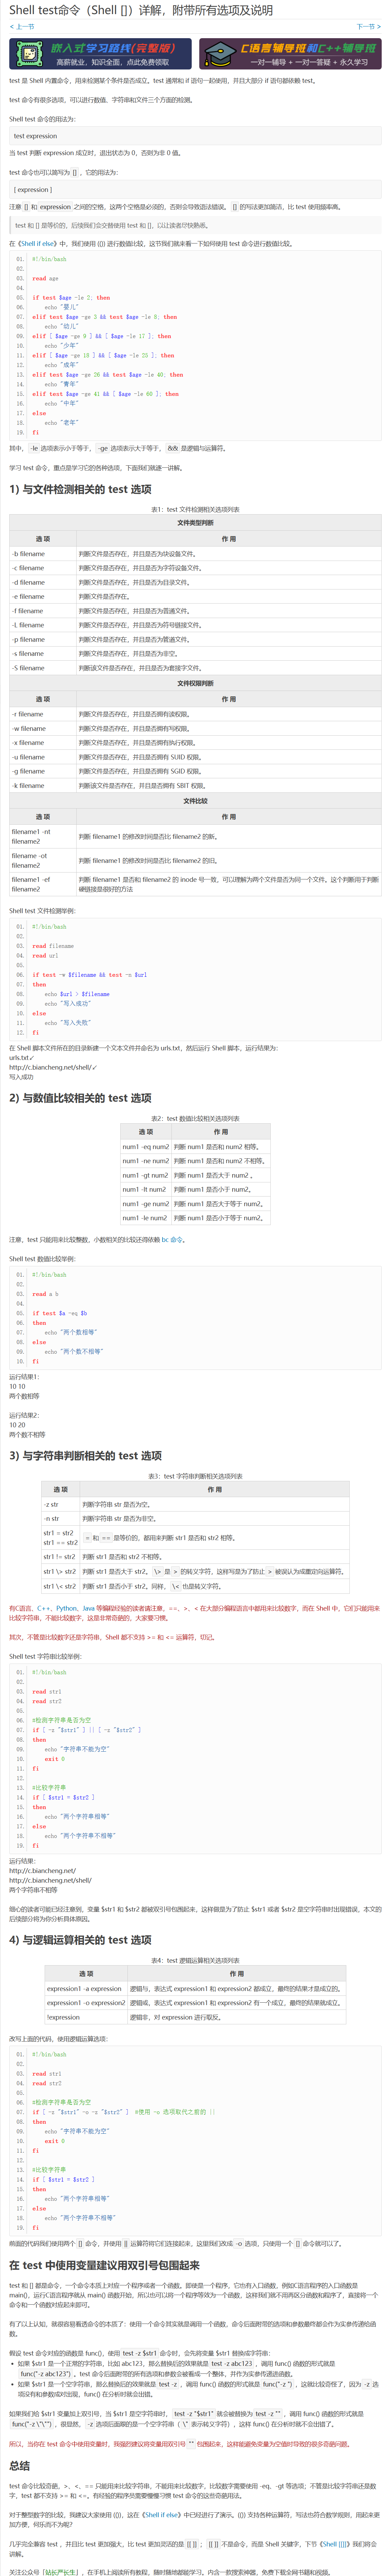 Shell test命令（Shell []）详解，附带所有选项及说明
< 上一节
下一节 >
嵌入式学习路线(完整版)
高薪就业，知识全面，点此免费领取
C语言辅导班和C++辅导班
一对一辅导 + 一对一答疑 + 永久学习
test 是 Shell 内置命令，用来检测某个条件是否成立。test 通常和 if 语句一起使用，并且大部分 if 语句都依赖 test。
test 命令有很多选项，可以进行数值、字符串和文件三个方面的检测。
Shell test 命令的用法为：
test expression
当 test 判断 expression 成立时，退出状态为 0，否则为非 0 值。
test 命令也可以简写为 [] ，它的用法为：
[ expression ]
注意 [] 和 expression 之间的空格，这两个空格是必须的，否则会导致语法错误。 [] 的写法更加简洁，比 test 使用频率高。
test 和 [] 是等价的，后续我们会交替使用 test 和 []，以让读者尽快熟悉。
在《Shell if else》中，我们使用 (()) 进行数值比较，这节我们就来看一下如何使用 test 命令进行数值比较。
01. #!/bin/bash
02.
03. read age
04.
05. if test $age -le 2; then
06. echo "婴儿"
07. elif test $age -ge 3 && test $age -le 8; then
08. echo "幼儿"
09. elif [ $age -ge 9 ] && [ $age -le 17 ]; then
10. echo "少年"
11. elif [ $age -ge 18 ] && [ $age -le 25 ]; then
12. echo "成年"
13. elif test $age -ge 26 && test $age -le 40; then
14. echo "青年"
15. elif test $age -ge 41 && [ $age -le 60 ]; then
16. echo "中年"
17. else
18. echo "老年"
19. fi
其中， -le 选项表示小于等于， -ge 选项表示大于等于， && 是逻辑与运算符。
学习 test 命令，重点是学习它的各种选项，下面我们就逐一讲解。
1) 与文件检测相关的 test 选项
表1：test 文件检测相关选项列表
文件类型判断
选 项 作 用
-b filename 判断文件是否存在，并且是否为块设备文件。
-c filename 判断文件是否存在，并且是否为字符设备文件。
-d filename 判断文件是否存在，并且是否为目录文件。
-e filename 判断文件是否存在。
-f filename 判断文件是否存在，并且是否为普通文件。
-L filename 判断文件是否存在，并且是否为符号链接文件。
-p filename 判断文件是否存在，并且是否为管道文件。
-s filename 判断文件是否存在，并且是否为非空。
-S filename 判断该文件是否存在，并且是否为套接字文件。
文件权限判断
选 项 作 用
-r filename 判断文件是否存在，并且是否拥有读权限。
-w filename 判断文件是否存在，并且是否拥有写权限。
-x filename 判断文件是否存在，并且是否拥有执行权限。
-u filename 判断文件是否存在，并且是否拥有 SUID 权限。
-g filename 判断文件是否存在，并且是否拥有 SGID 权限。
-k filename 判断该文件是否存在，并且是否拥有 SBIT 权限。
文件比较
选 项 作 用
filename1 -nt filename2 判断 filename1 的修改时间是否比 filename2 的新。
filename -ot filename2 判断 filename1 的修改时间是否比 filename2 的旧。
filename1 -ef filename2 判断 filename1 是否和 filename2 的 inode 号一致，可以理解为两个文件是否为同一个文件。这个判断用于判断硬链接是很好的方法
Shell test 文件检测举例：
01. #!/bin/bash
02.
03. read filename
04. read url
05.
06. if test -w $filename && test -n $url
07. then
08. echo $url > $filename
09. echo "写入成功"
10. else
11. echo "写入失败"
12. fi
在 Shell 脚本文件所在的目录新建一个文本文件并命名为 urls.txt，然后运行 Shell 脚本，运行结果为：
urls.txt↙
http://c.biancheng.net/shell/↙
写入成功
2) 与数值比较相关的 test 选项
表2：test 数值比较相关选项列表
选 项 作 用
num1 -eq num2 判断 num1 是否和 num2 相等。
num1 -ne num2 判断 num1 是否和 num2 不相等。
num1 -gt num2 判断 num1 是否大于 num2 。
num1 -lt num2 判断 num1 是否小于 num2。
num1 -ge num2 判断 num1 是否大于等于 num2。
num1 -le num2 判断 num1 是否小于等于 num2。
注意，test 只能用来比较整数，小数相关的比较还得依赖 bc 命令。
Shell test 数值比较举例：
01. #!/bin/bash
02.
03. read a b
04.
05. if test $a -eq $b
06. then
07. echo "两个数相等"
08. else
09. echo "两个数不相等"
10. fi
运行结果1：
10 10
两个数相等
运行结果2：
10 20
两个数不相等
3) 与字符串判断相关的 test 选项
表3：test 字符串判断相关选项列表
选 项 作 用
-z str 判断字符串 str 是否为空。
-n str 判断字符串 str 是否为非空。
str1 = str2
str1 == str2
= 和 == 是等价的，都用来判断 str1 是否和 str2 相等。
str1 != str2 判断 str1 是否和 str2 不相等。
str1 \> str2 判断 str1 是否大于 str2。 \> 是 > 的转义字符，这样写是为了防止 > 被误认为成重定向运算符。
str1 \< str2 判断 str1 是否小于 str2。同样， \< 也是转义字符。
有C语言、C++、Python、Java 等编程经验的读者请注意，==、>、< 在大部分编程语言中都用来比较数字，而在 Shell 中，它们只能用来比较字符串，不能比较数字，这是非常奇葩的，大家要习惯。
其次，不管是比较数字还是字符串，Shell 都不支持 >= 和 <= 运算符，切记。
Shell test 字符串比较举例：
01. #!/bin/bash
02.
03. read str1
04. read str2
05.
06. #检测字符串是否为空
07. if [ -z "$str1" ] || [ -z "$str2" ]
08. then
09. echo "字符串不能为空"
10. exit 0
11. fi
12.
13. #比较字符串
14. if [ $str1 = $str2 ]
15. then
16. echo "两个字符串相等"
17. else
18. echo "两个字符串不相等"
19. fi
运行结果：
http://c.biancheng.net/
http://c.biancheng.net/shell/
两个字符串不相等
细心的读者可能已经注意到，变量 $str1 和 $str2 都被双引号包围起来，这样做是为了防止 $str1 或者 $str2 是空字符串时出现错误，本文的后续部分将为你分析具体原因。
4) 与逻辑运算相关的 test 选项
表4：test 逻辑运算相关选项列表
选 项 作 用
expression1 -a expression 逻辑与，表达式 expression1 和 expression2 都成立，最终的结果才是成立的。
expression1 -o expression2 逻辑或，表达式 expression1 和 expression2 有一个成立，最终的结果就成立。
!expression 逻辑非，对 expression 进行取反。
改写上面的代码，使用逻辑运算选项：
01. #!/bin/bash
02.
03. read str1
04. read str2
05.
06. #检测字符串是否为空
07. if [ -z "$str1" -o -z "$str2" ] #使用 -o 选项取代之前的 ||
08. then
09. echo "字符串不能为空"
10. exit 0
11. fi
12.
13. #比较字符串
14. if [ $str1 = $str2 ]
15. then
16. echo "两个字符串相等"
17. else
18. echo "两个字符串不相等"
19. fi
前面的代码我们使用两个 [] 命令，并使用 || 运算符将它们连接起来，这里我们改成 -o 选项，只使用一个 [] 命令就可以了。
在 test 中使用变量建议用双引号包围起来
test 和 [] 都是命令，一个命令本质上对应一个程序或者一个函数。即使是一个程序，它也有入口函数，例如C语言程序的入口函数是 main()，运行C语言程序就从 main() 函数开始，所以也可以将一个程序等效为一个函数，这样我们就不用再区分函数和程序了，直接将一个命令和一个函数对应起来即可。
有了以上认知，就很容易看透命令的本质了：使用一个命令其实就是调用一个函数，命令后面附带的选项和参数最终都会作为实参传递给函数。
假设 test 命令对应的函数是 func()，使用 test -z $str1 命令时，会先将变量 $str1 替换成字符串：
• 如果 $str1 是一个正常的字符串，比如 abc123，那么替换后的效果就是 test -z abc123 ，调用 func() 函数的形式就是 func("-z abc123") 。test 命令后面附带的所有选项和参数会被看成一个整体，并作为实参传递进函数。
• 如果 $str1 是一个空字符串，那么替换后的效果就是 test -z ，调用 func() 函数的形式就是 func("-z ") ，这就比较奇怪了，因为 -z 选项没有和参数成对出现，func() 在分析时就会出错。
如果我们给 $str1 变量加上双引号，当 $str1 是空字符串时， test -z "$str1" 就会被替换为 test -z "" ，调用 func() 函数的形式就是 func("-z \"\"") ，很显然， -z 选项后面跟的是一个空字符串（ \" 表示转义字符），这样 func() 在分析时就不会出错了。
所以，当你在 test 命令中使用变量时，我强烈建议将变量用双引号 "" 包围起来，这样能避免变量为空值时导致的很多奇葩问题。
总结
test 命令比较奇葩，>、<、== 只能用来比较字符串，不能用来比较数字，比较数字需要使用 -eq、-gt 等选项；不管是比较字符串还是数字，test 都不支持 >= 和 <=。有经验的程序员需要慢慢习惯 test 命令的这些奇葩用法。
对于整型数字的比较，我建议大家使用 (())，这在《Shell if else》中已经进行了演示。(()) 支持各种运算符，写法也符合数学规则，用起来更加方便，何乐而不为呢？
几乎完全兼容 test ，并且比 test 更加强大，比 test 更加灵活的是 [[ ]] ； [[ ]] 不是命令，而是 Shell 关键字，下节《Shell [[]]》我们将会讲解。
关注公众号「站长严长生」，在手机上阅读所有教程，随时随地都能学习。内含一款搜索神器，免费下载全网书籍和视频。